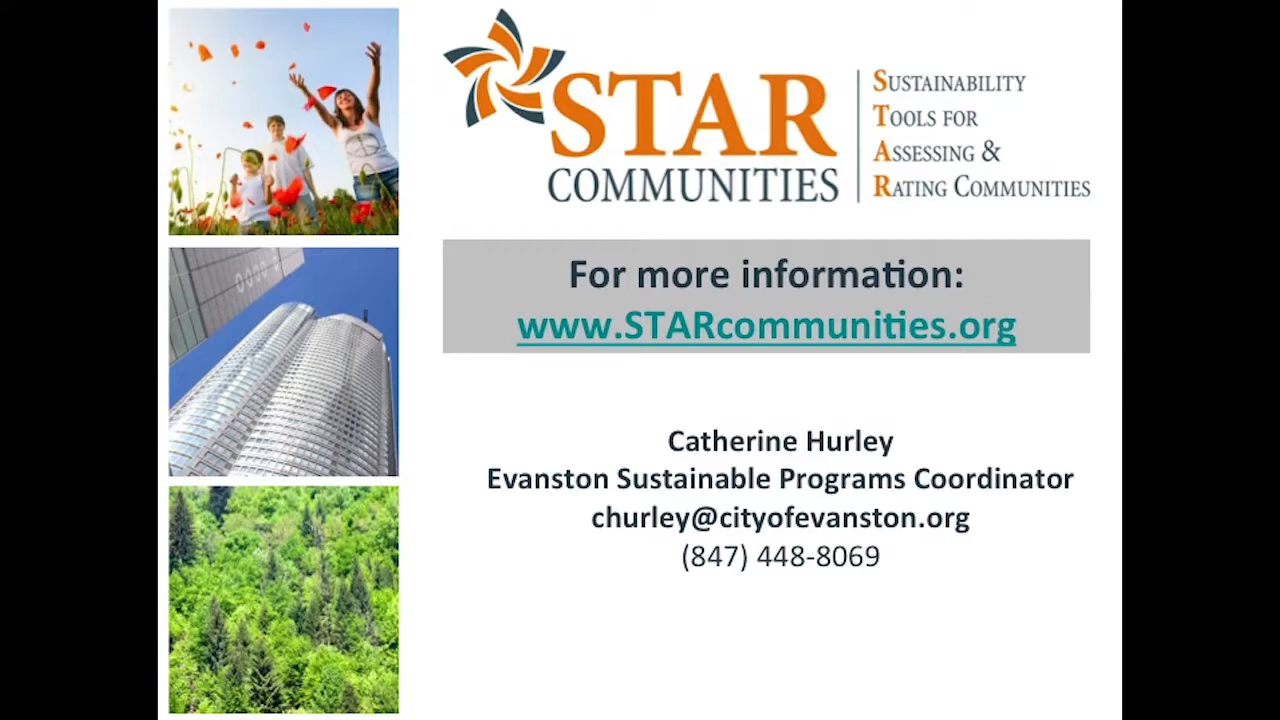 STAR
COMMUNITIES
SUSTAINABILITY
TOOLS FOR
ASSESSING &
RATING COMMUNITIES
For more information:
www.STARcommunities.org
Catherine Hurley
Evanston Sustainable Programs Coordinator
churley@cityofevanston.org
(847) 448-8069